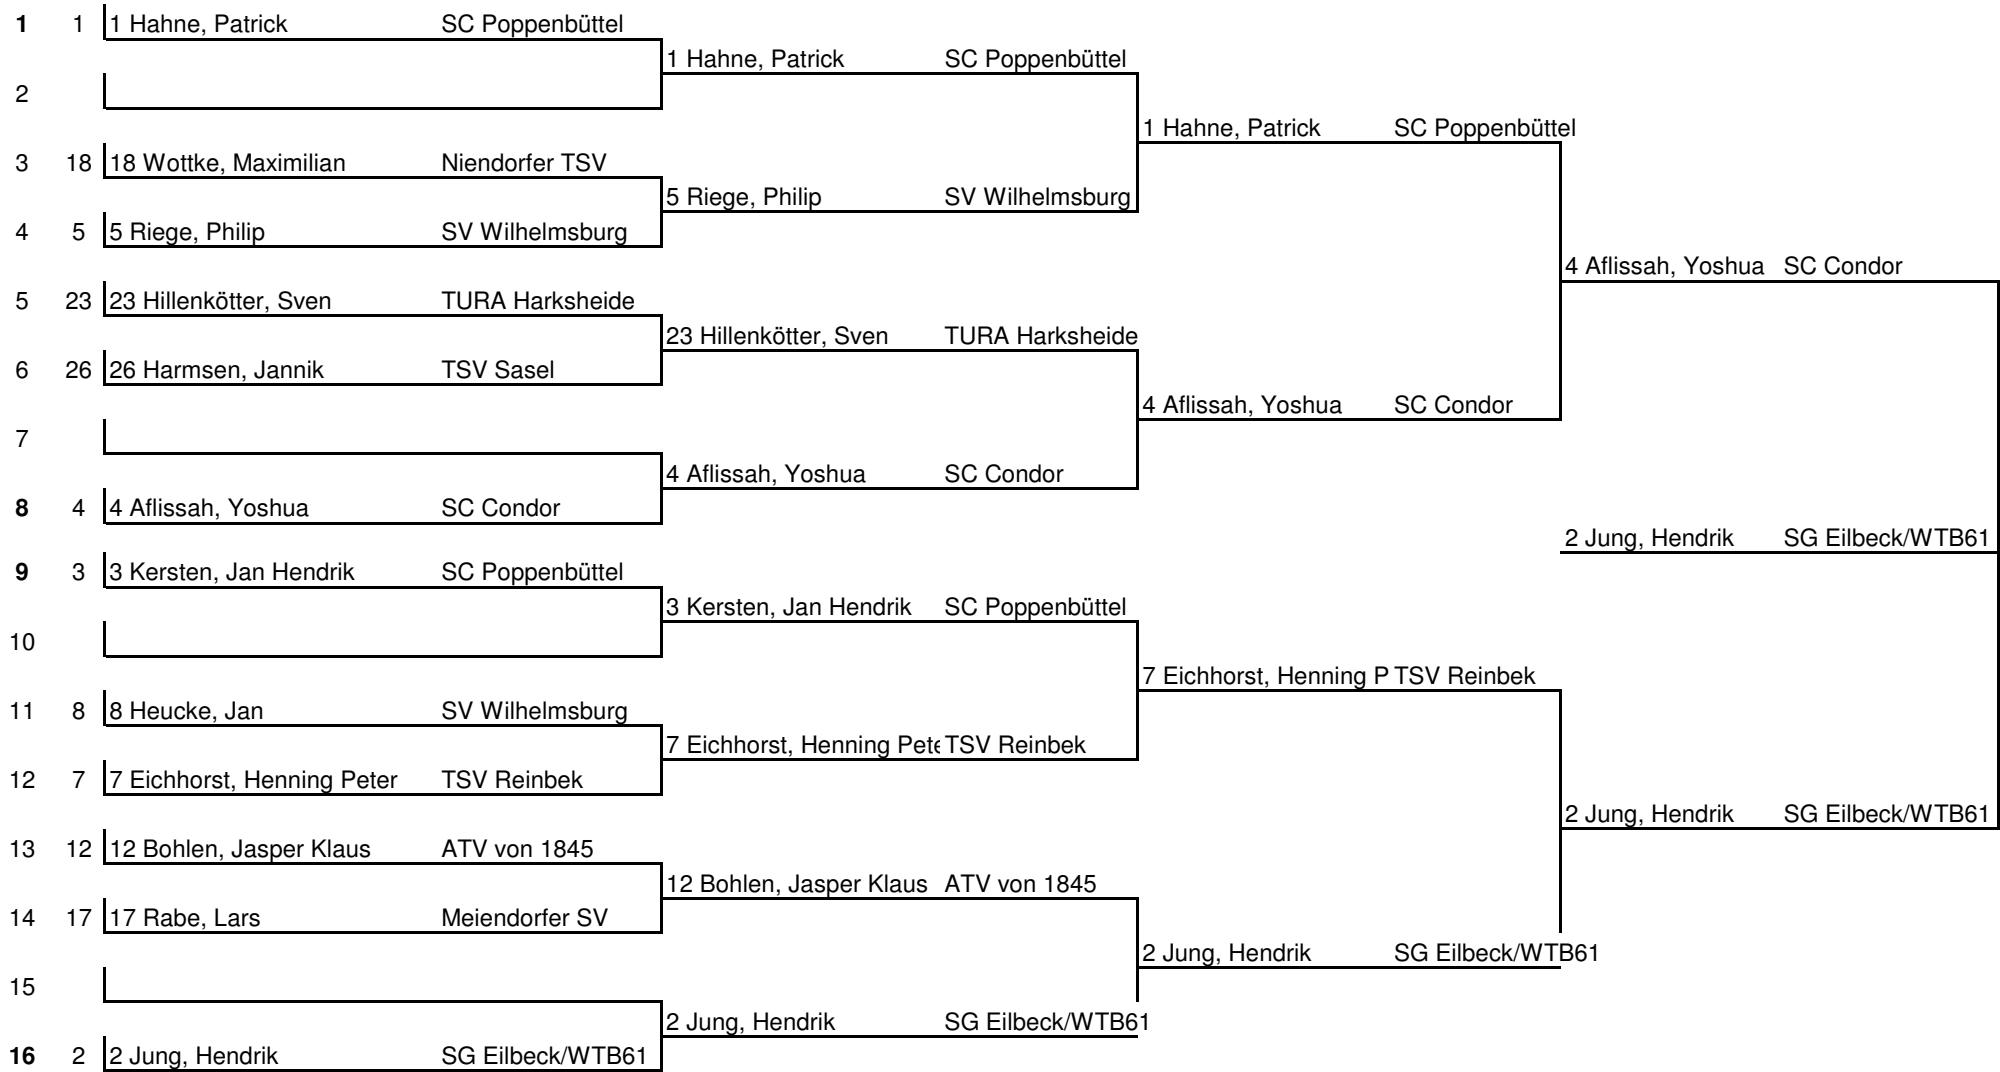 1 1 1 Hahne, Patrick SC Poppenbüttel
1 Hahne, Patrick SC Poppenbüttel
2
1 Hahne, Patrick SC Poppenbüttel
3 18 18 Wottke, Maximilian Niendorfer TSV
5 Riege, Philip SV Wilhelmsburg
4 5 5 Riege, Philip SV Wilhelmsburg
4 Aflissah, Yoshua SC Condor
5 23 23 Hillenkötter, Sven TURA Harksheide
23 Hillenkötter, Sven TURA Harksheide
6 26 26 Harmsen, Jannik TSV Sasel
4 Aflissah, Yoshua SC Condor
7
4 Aflissah, Yoshua SC Condor
8 4 4 Aflissah, Yoshua SC Condor
2 Jung, Hendrik SG Eilbeck/WTB61
9 3 3 Kersten, Jan Hendrik SC Poppenbüttel
3 Kersten, Jan Hendrik SC Poppenbüttel
10
7 Eichhorst, Henning P TSV Reinbek
11 8 8 Heucke, Jan SV Wilhelmsburg
7 Eichhorst, Henning Pete TSV Reinbek
12 7 7 Eichhorst, Henning Peter TSV Reinbek
2 Jung, Hendrik SG Eilbeck/WTB61
13 12 12 Bohlen, Jasper Klaus ATV von 1845
12 Bohlen, Jasper Klaus ATV von 1845
14 17 17 Rabe, Lars Meiendorfer SV
2 Jung, Hendrik SG Eilbeck/WTB61
15
2 Jung, Hendrik SG Eilbeck/WTB61
16 2 2 Jung, Hendrik SG Eilbeck/WTB61